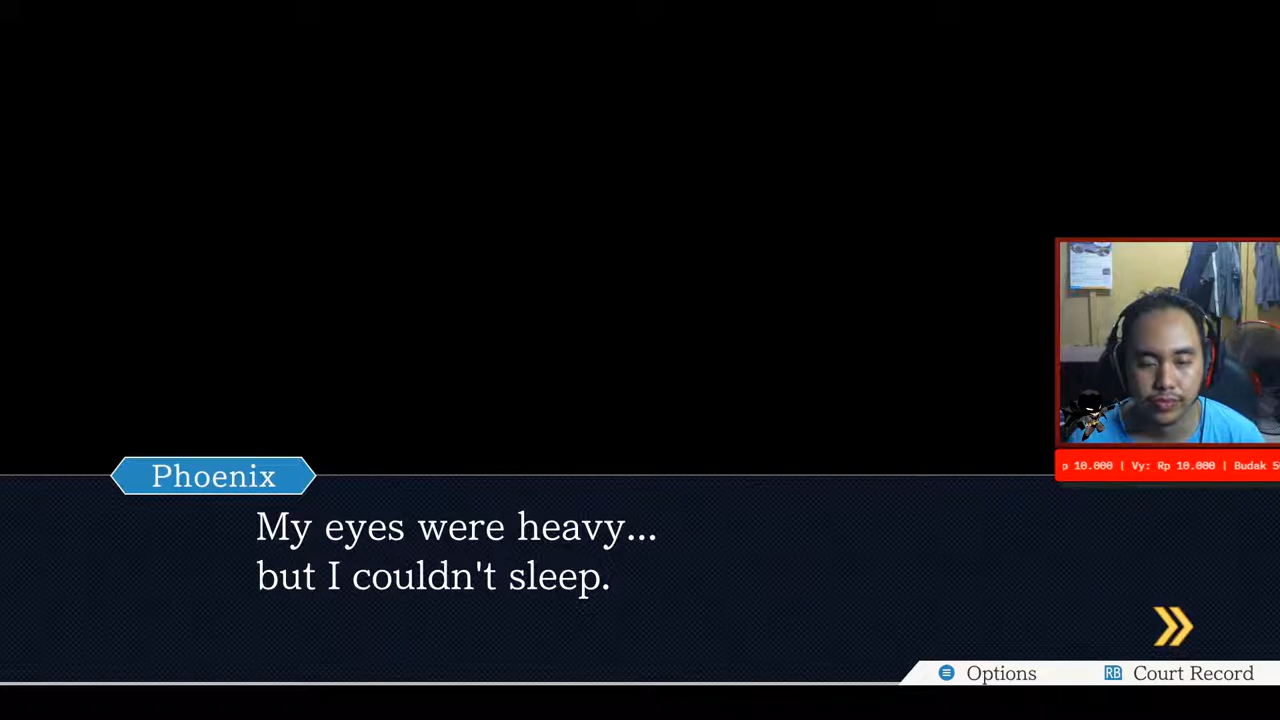 p 10.000 | Vy: Rp 10.000 | Budak 5
Phoenix
My eyes were heavy...
but I couldn't sleep.
Options
RB Court Record